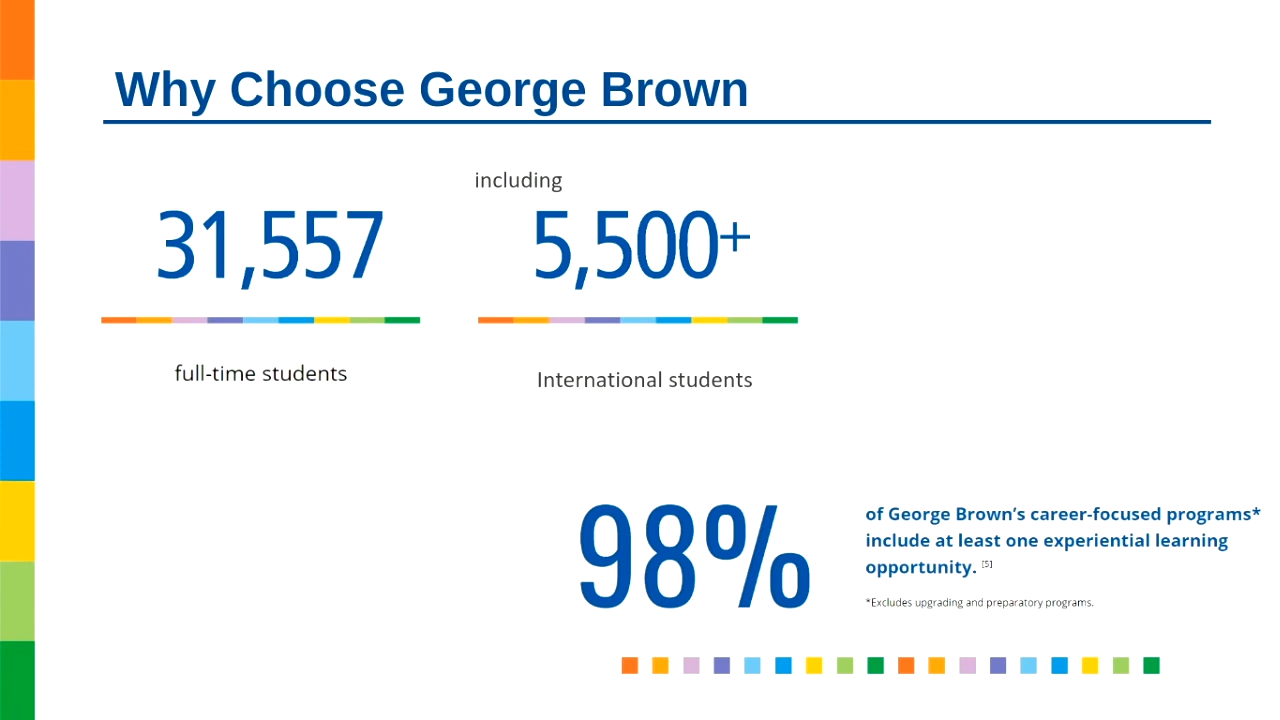 Why Choose George Brown
including
31,557
5,500+
full-time students
International students
98%
of George Brown’s career-focused programs*
include at least one experiential learning
opportunity. [5]
*Excludes upgrading and preparatory programs.